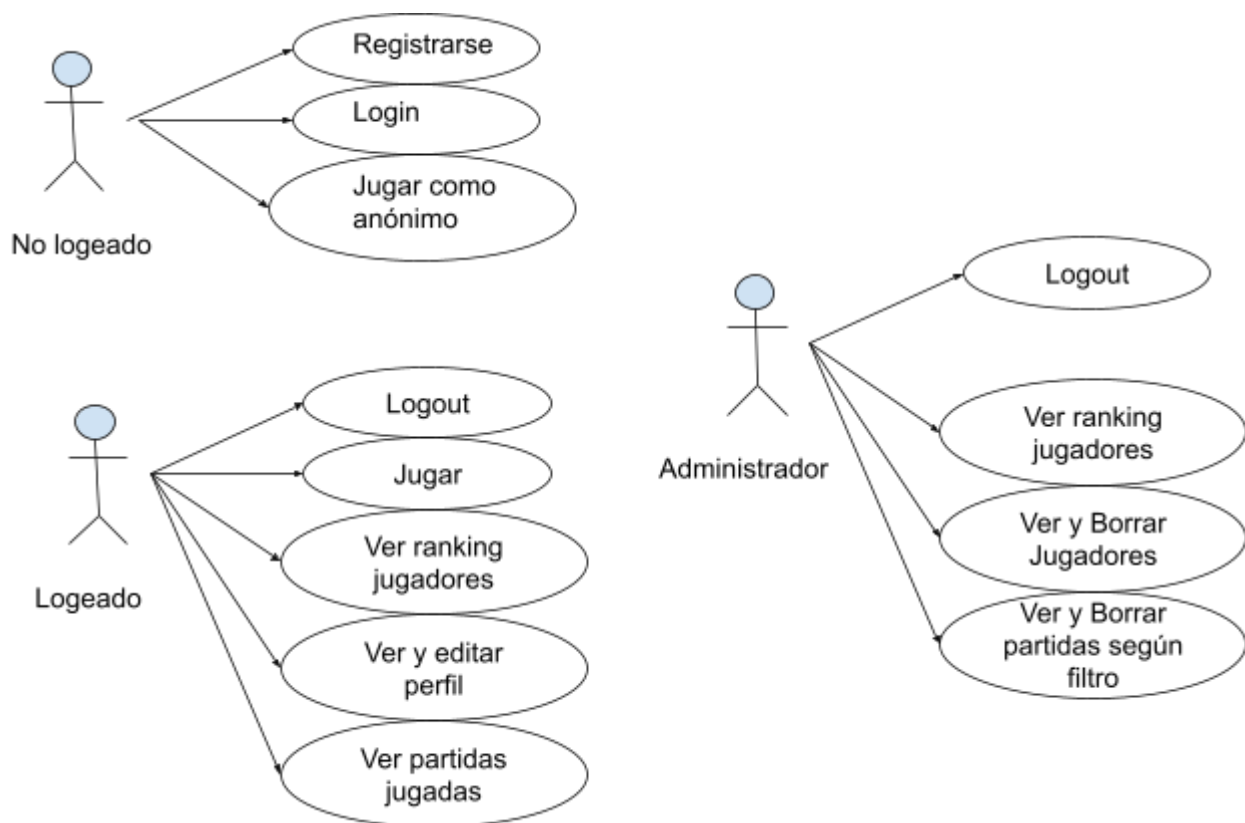 Registrarse
Login
Jugar como
anónimo
No logeado
Logout
Jugar
Ver ranking
jugadores
Ver y editar
perfil
Ver partidas
jugadas
Logeado
Logout
Ver ranking
jugadores
Ver y Borrar
Jugadores
Ver y Borrar
partidas según
filtro
Administrador